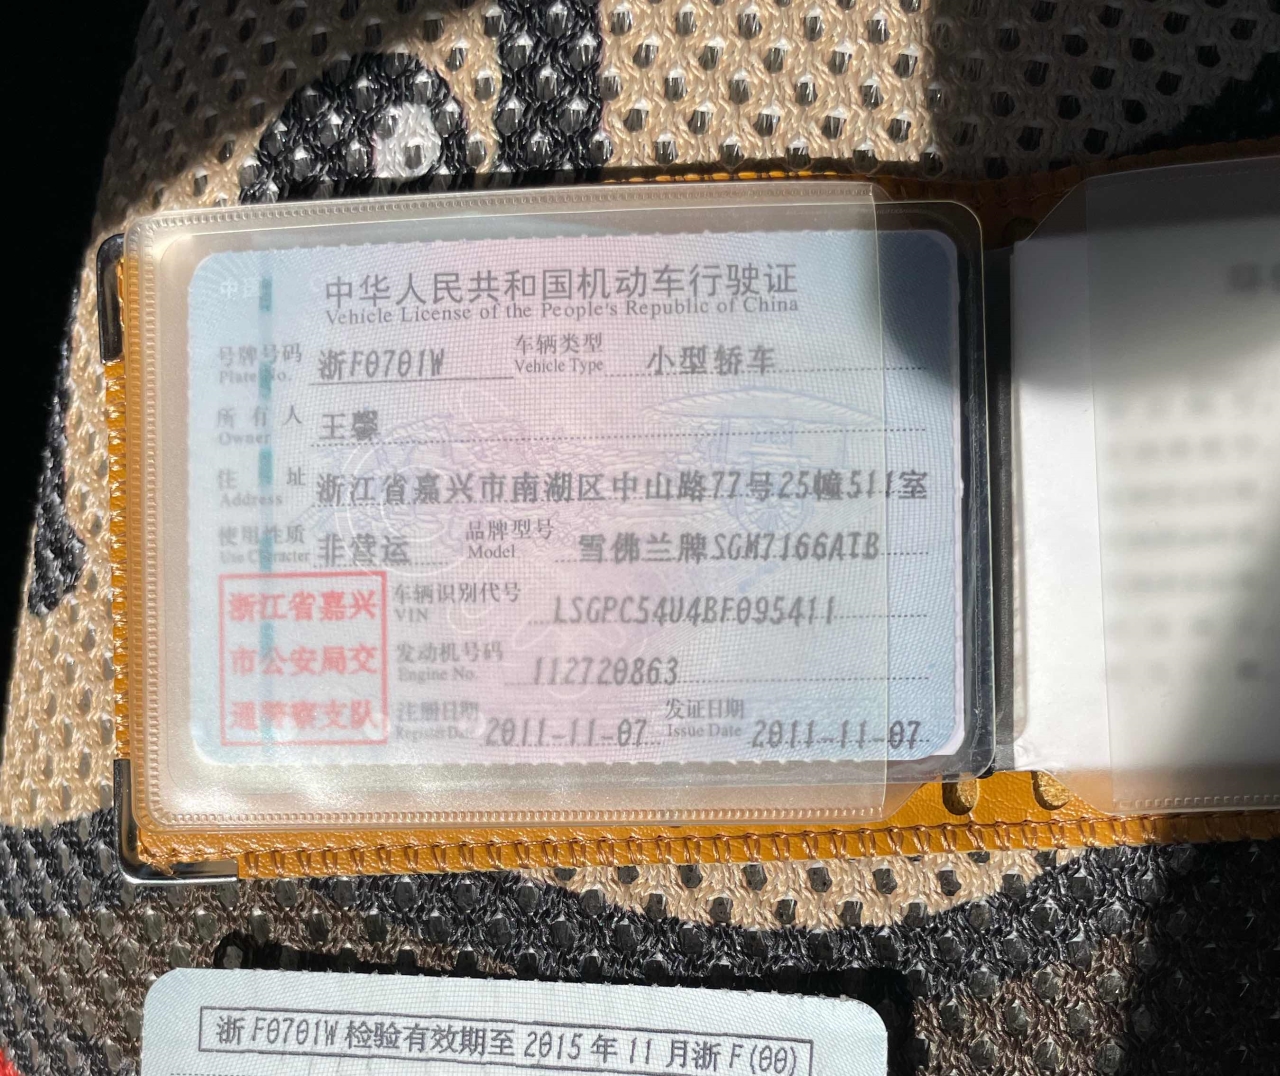 中华人民共和国机动车行驶证
Vehicle License of the People's Republic of China
号牌号码 浙F0701W 车辆类型 小型轿车
Plate No. Vehicle Type
所有人 王馨
Owner
住址 浙江省嘉兴市南湖区中山路77号25幢511室
Address
使用性质 非营运 品牌型号 雪佛兰牌SGM7166ATB
Use Character Model
浙江省嘉兴
市公安局交
通警察支队
车辆识别代号 LSGPC54U4BF095411
VIN
发动机号码 112720863
Engine No.
注册日期 2011-11-07 发证日期 2011-11-07
Register Date Issue Date
浙F0701W检验有效期至2015年11月浙F(00)